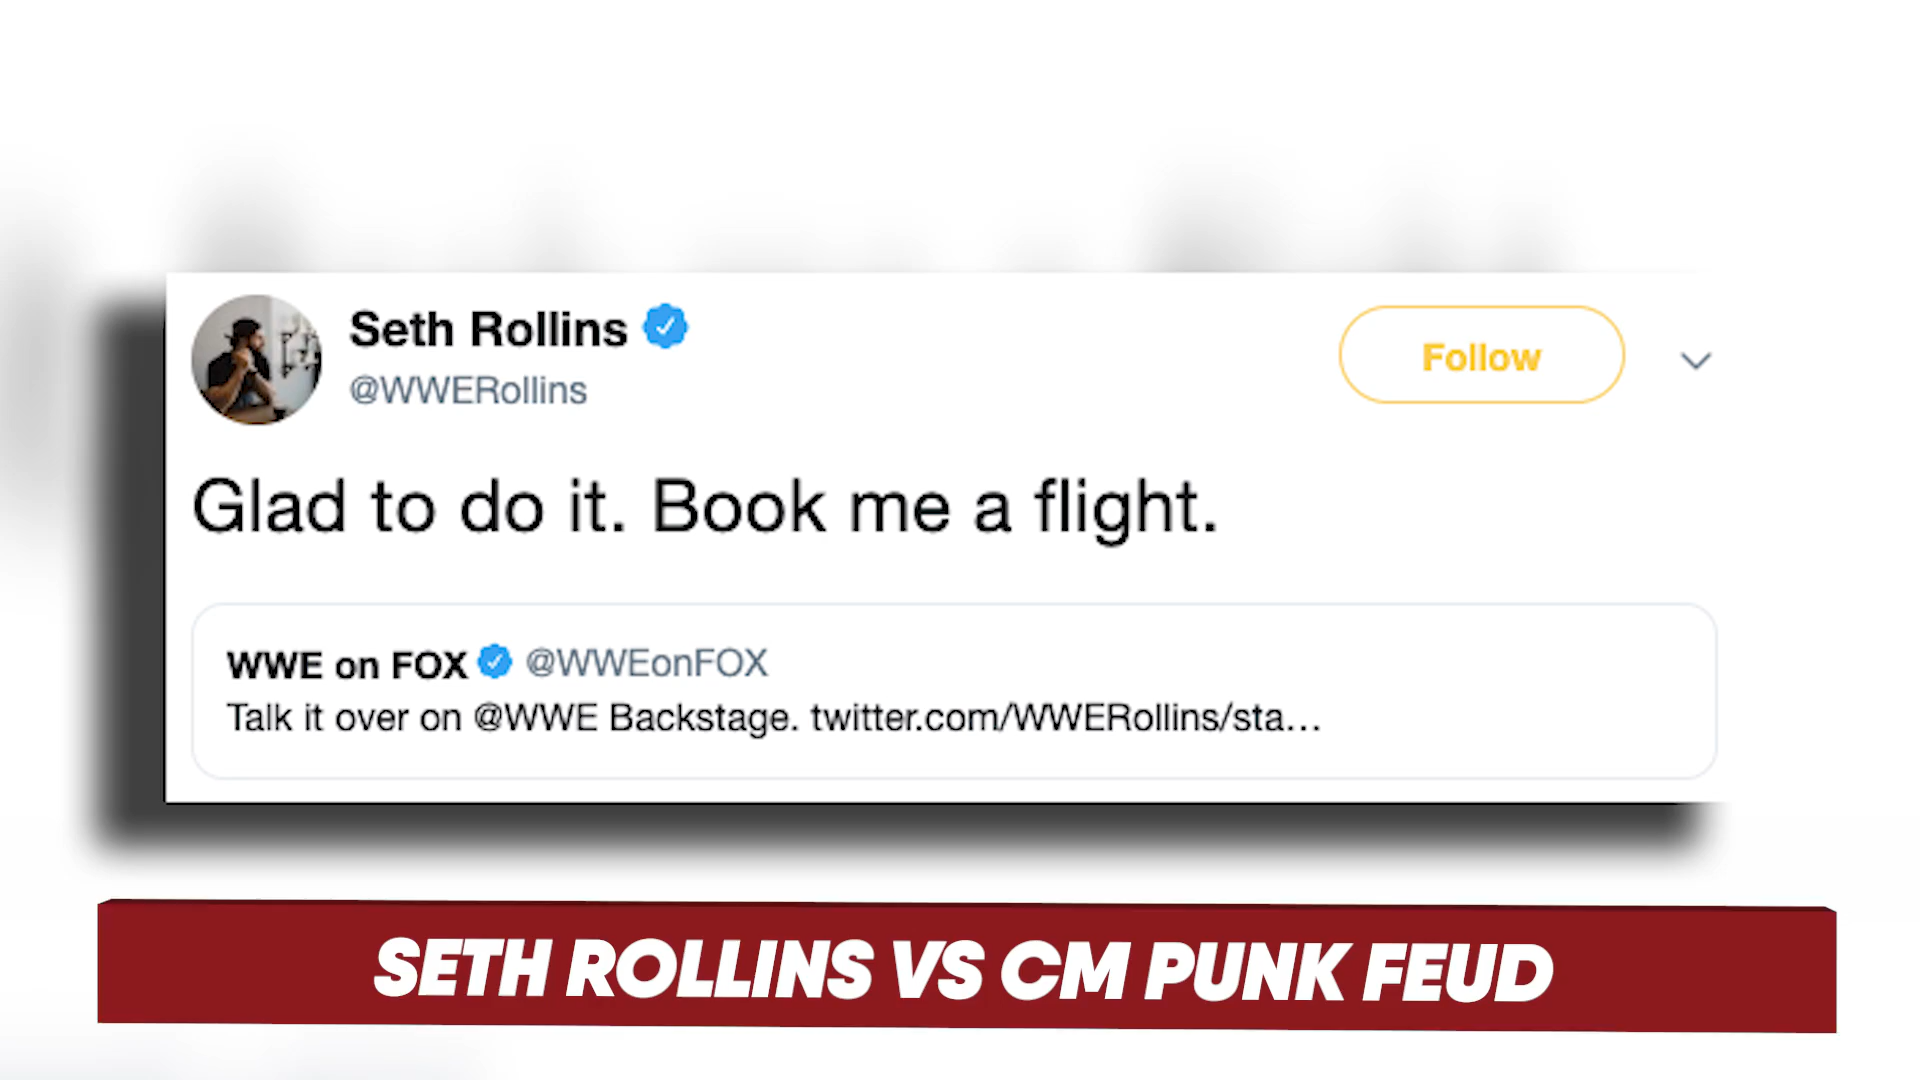 Seth Rollins
@WWERollins
Follow
Glad to do it. Book me a flight.
WWE on FOX @WWEonFOX
Talk it over on @WWE Backstage. twitter.com/WWERollins/sta...
SETH ROLLINS VS CM PUNK FEUD